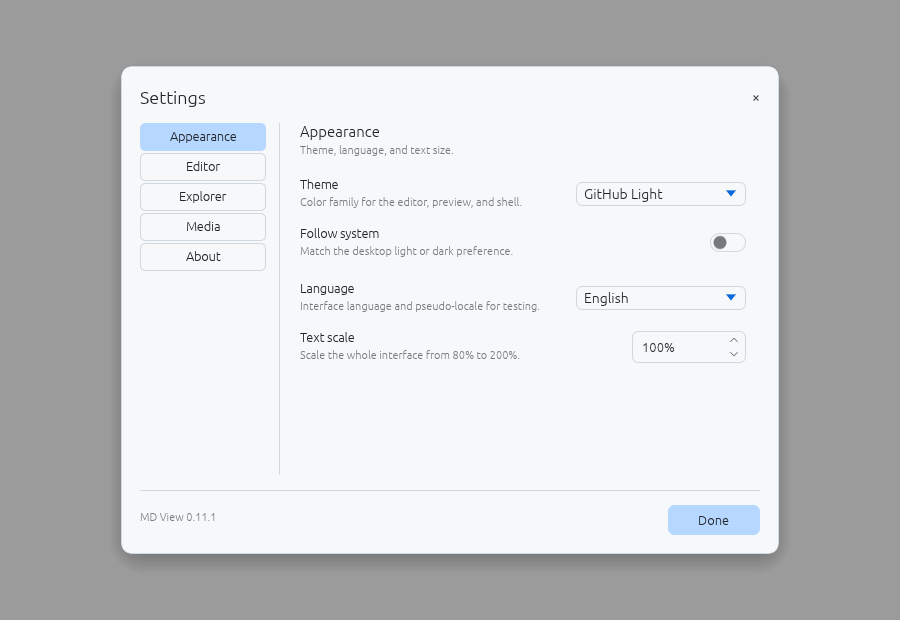 Settings
×
Appearance
Editor
Explorer
Media
About
Appearance
Theme, language, and text size.
Theme
Color family for the editor, preview, and shell.
GitHub Light
Follow system
Match the desktop light or dark preference.
Language
Interface language and pseudo-locale for testing.
English
Text scale
Scale the whole interface from 80% to 200%.
100%
MD View 0.11.1
Done